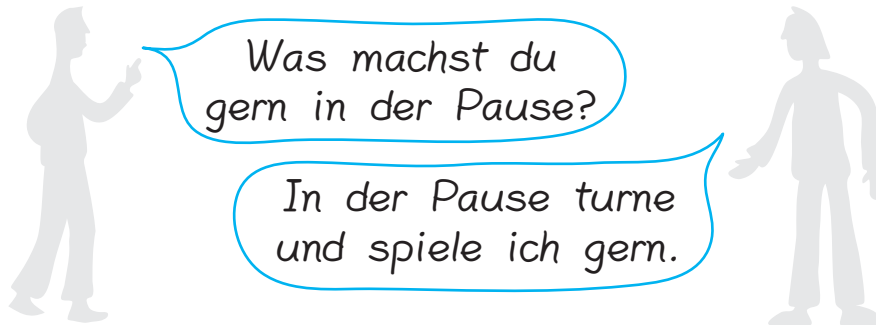 Was machst du
gern in der Pause?
In der Pause turne
und spiele ich gern.